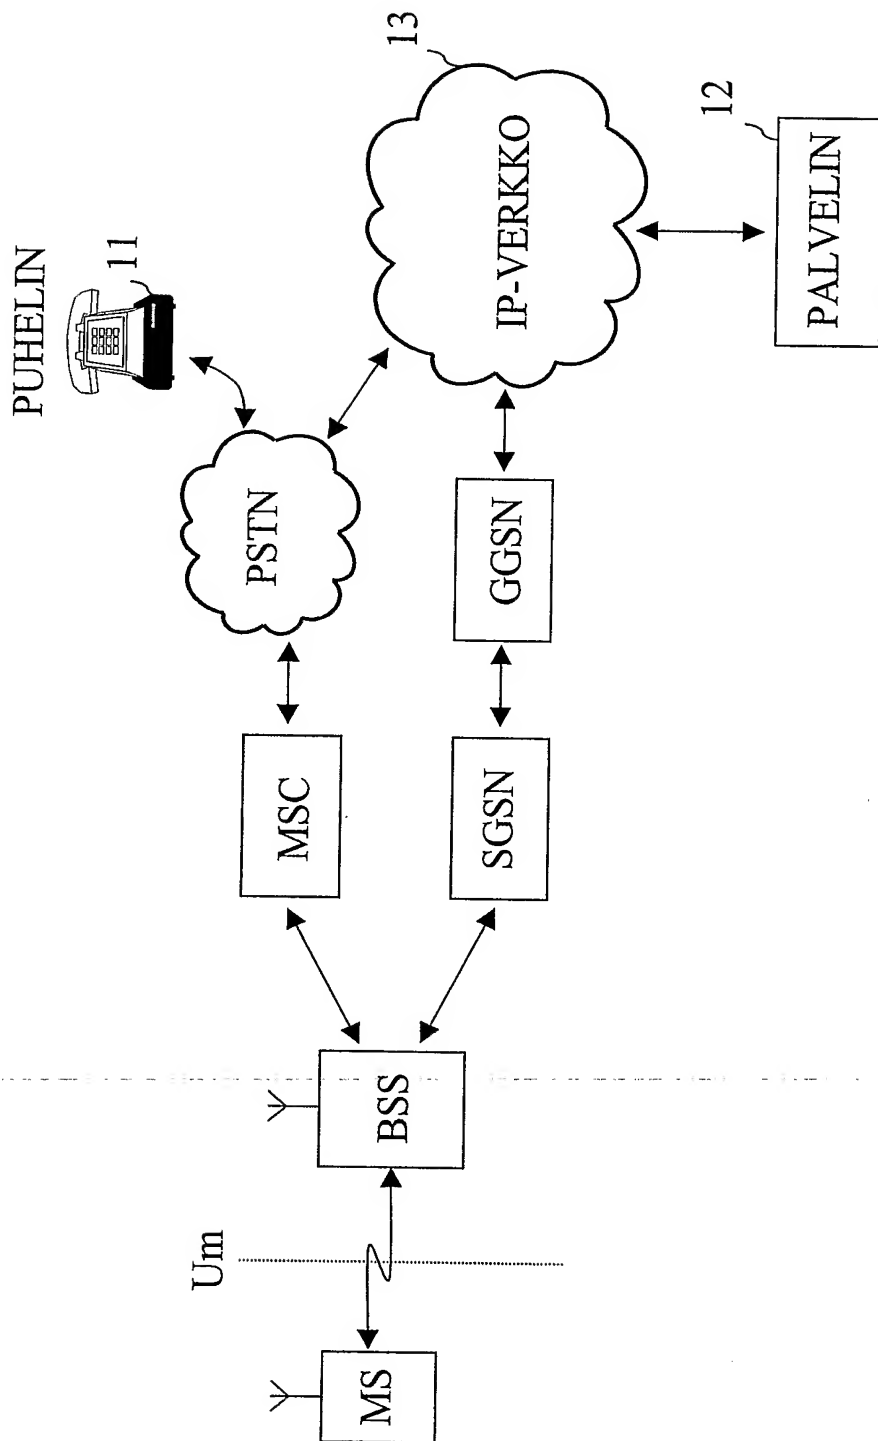 PUHELIN
11
13
PSTN
IP-VERKKO
12
PALVELIN
MSC
GGSN
SGSN
BSS
Um
MS